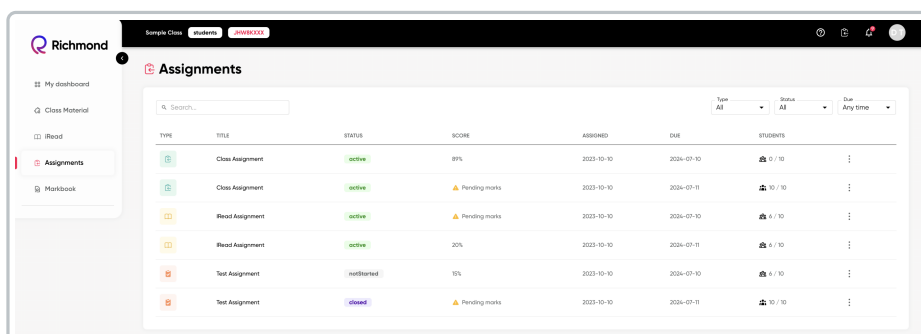 Richmond
Sample Class students JHW8KXXX
Assignments
My dashboard
Class Material
iRead
Assignments
Markbook
Search...
Type
All
Status
All
Due
Any time
TYPE TITLE STATUS SCORE ASSIGNED DUE STUDENTS
Class Assignment active 89% 2023-10-10 2024-07-10 0 / 10
Class Assignment active Pending marks 2023-10-10 2024-07-11 10 / 10
IRead Assignment active Pending marks 2023-10-10 2024-07-10 6 / 10
IRead Assignment active 20% 2023-10-10 2024-07-11 6 / 10
Test Assignment notStarted 15% 2023-10-10 2024-07-10 6 / 10
Test Assignment closed Pending marks 2023-10-10 2024-07-11 10 / 10